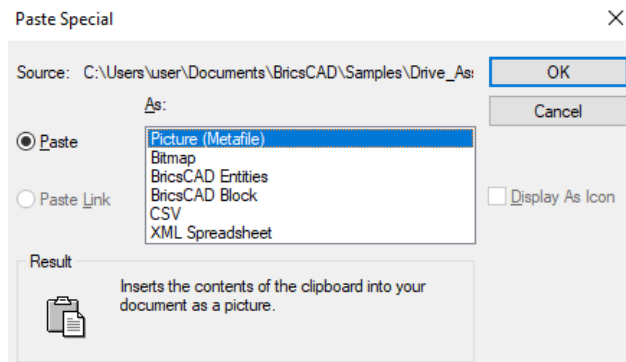 Paste Special
Source: C:\Users\user\Documents\BricsCAD\Samples\Drive_As
OK
As:
Cancel
Paste
Picture (Metafile)
Bitmap
BricsCAD Entities
BricsCAD Block
CSV
XML Spreadsheet
Paste Link
Display As Icon
Result
Inserts the contents of the clipboard into your
document as a picture.